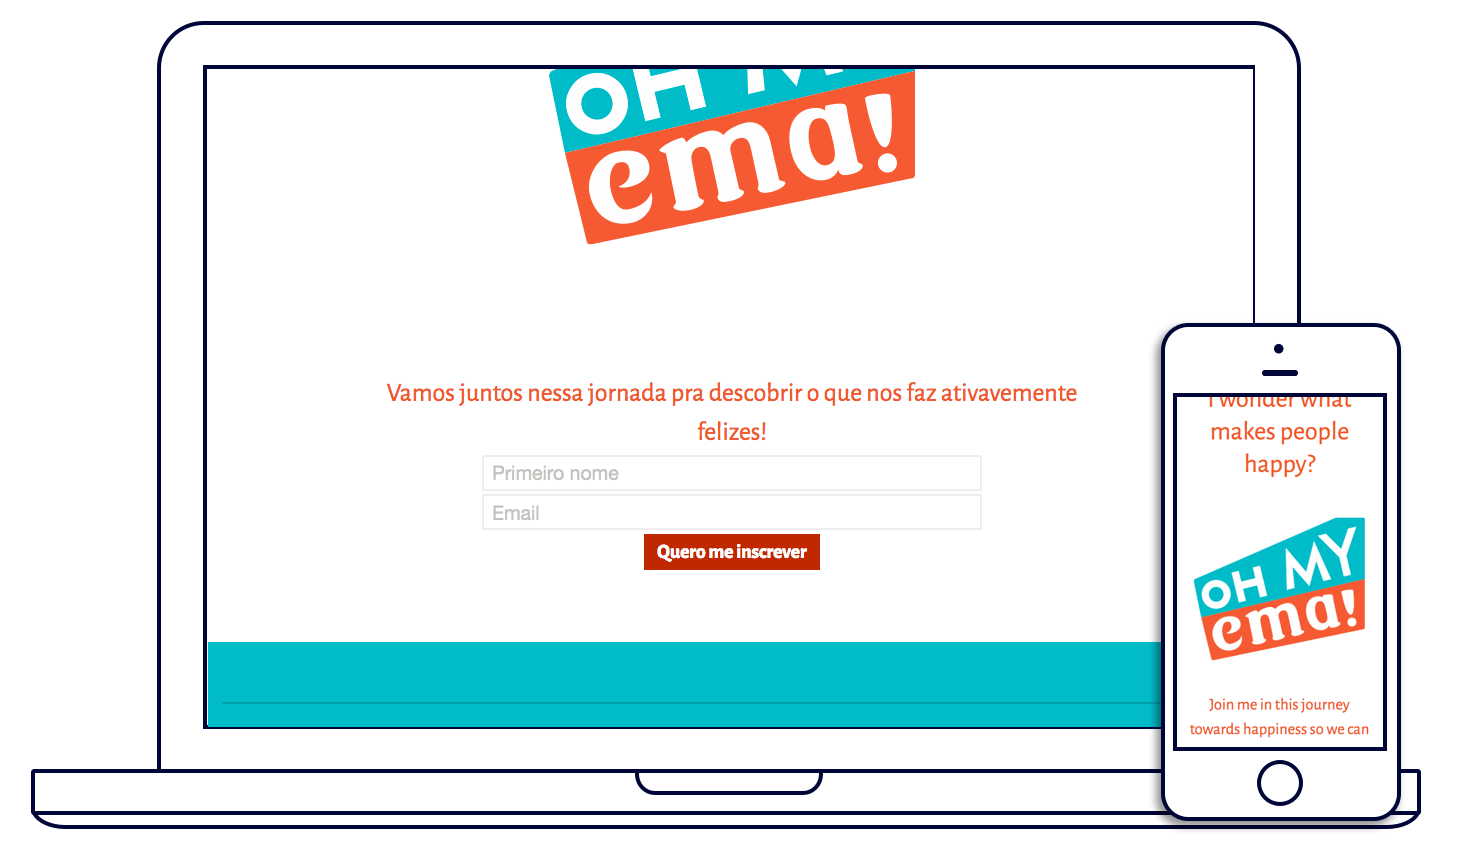 OH MY
ema!
Vamos juntos nessa jornada pra descobrir o que nos faz ativavemente
felizes!
Primeiro nome
Email
Quero me inscrever
I wonder what
makes people
happy?
OH MY
ema!
Join me in this journey
towards happiness so we can